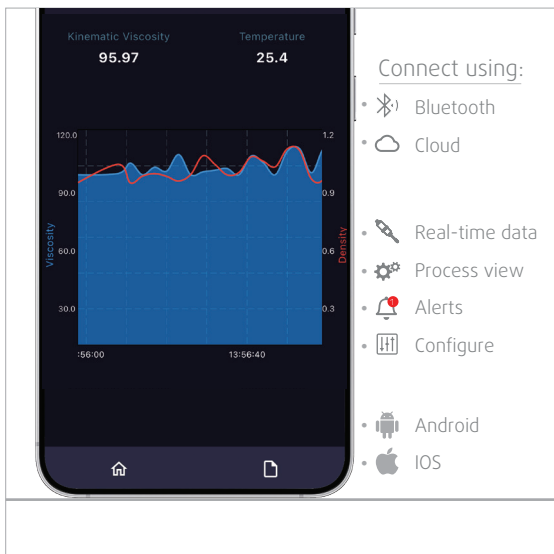 Kinematic Viscosity
95.97
Temperature
25.4
120.0
90.0
60.0
30.0
Viscosity
1.2
0.9
0.6
0.3
Density
:56:00
13:56:40
Connect using:
Bluetooth
Cloud
Real-time data
Process view
1
Alerts
Configure
Android
IOS